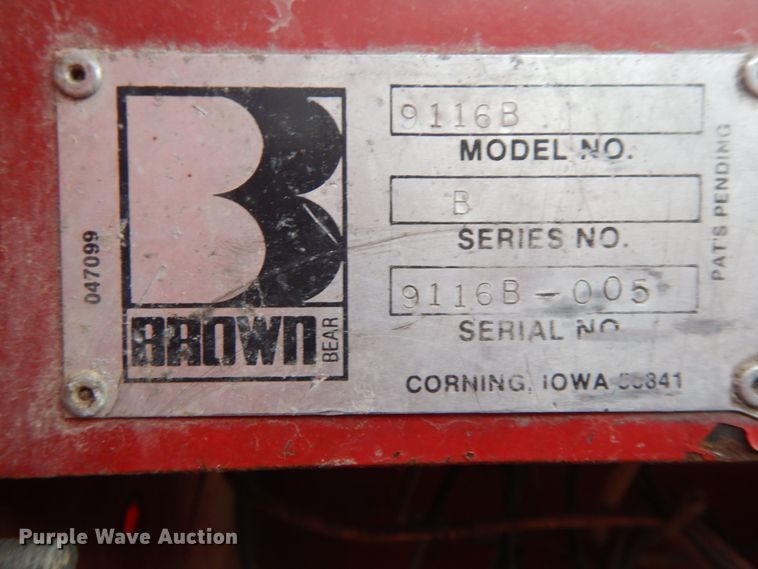 9116B
MODEL NO.
B
SERIES NO.
9116B-005
SERIAL NO
CORNING, IOWA
PAT'S PENDING
047099
BROWN
BEAR
Purple Wave Auction